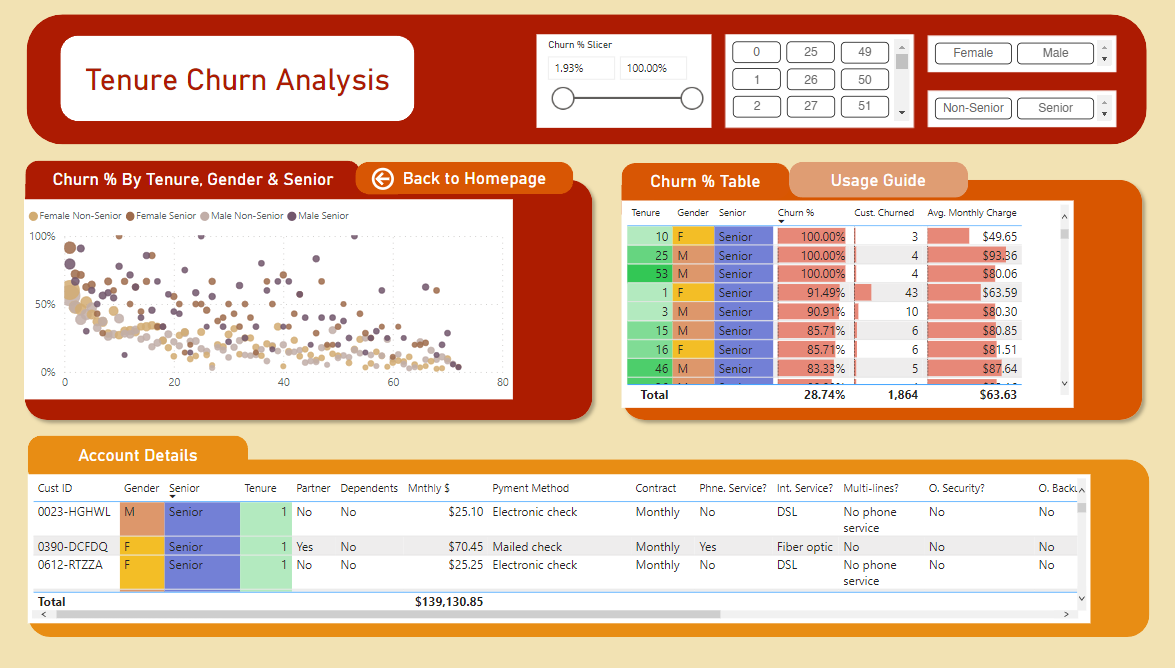 Tenure Churn Analysis
Churn % Slicer
1.93% 100.00%
0 25 49
1 26 50
2 27 51
Female Male
Non-Senior Senior
Churn % By Tenure, Gender & Senior
Back to Homepage
Female Non-Senior Female Senior Male Non-Senior Male Senior
100%
50%
0%
0 20 40 60 80
Churn % Table
Usage Guide
Tenure Gender Senior Churn % Cust. Churned Avg. Monthly Charge
10 F Senior 100.00% 3 $49.65
25 M Senior 100.00% 4 $93.36
53 M Senior 100.00% 4 $80.06
1 F Senior 91.49% 43 $63.59
3 M Senior 90.91% 10 $80.30
15 M Senior 85.71% 6 $80.85
16 F Senior 85.71% 6 $81.51
46 M Senior 83.33% 5 $87.64
Total 28.74% 1,864 $63.63
Account Details
Cust ID Gender Senior Tenure Partner Dependents Mnthly $ Pyment Method Contract Phne. Service? Int. Service? Multi-lines? O. Security? O. Backu
0023-HGHWL M Senior 1 No No $25.10 Electronic check Monthly No DSL No phone service No No
0390-DCFDQ F Senior 1 Yes No $70.45 Mailed check Monthly Yes Fiber optic No No No
0612-RTZZA F Senior 1 No No $25.25 Electronic check Monthly No DSL No phone service No No
Total $139,130.85